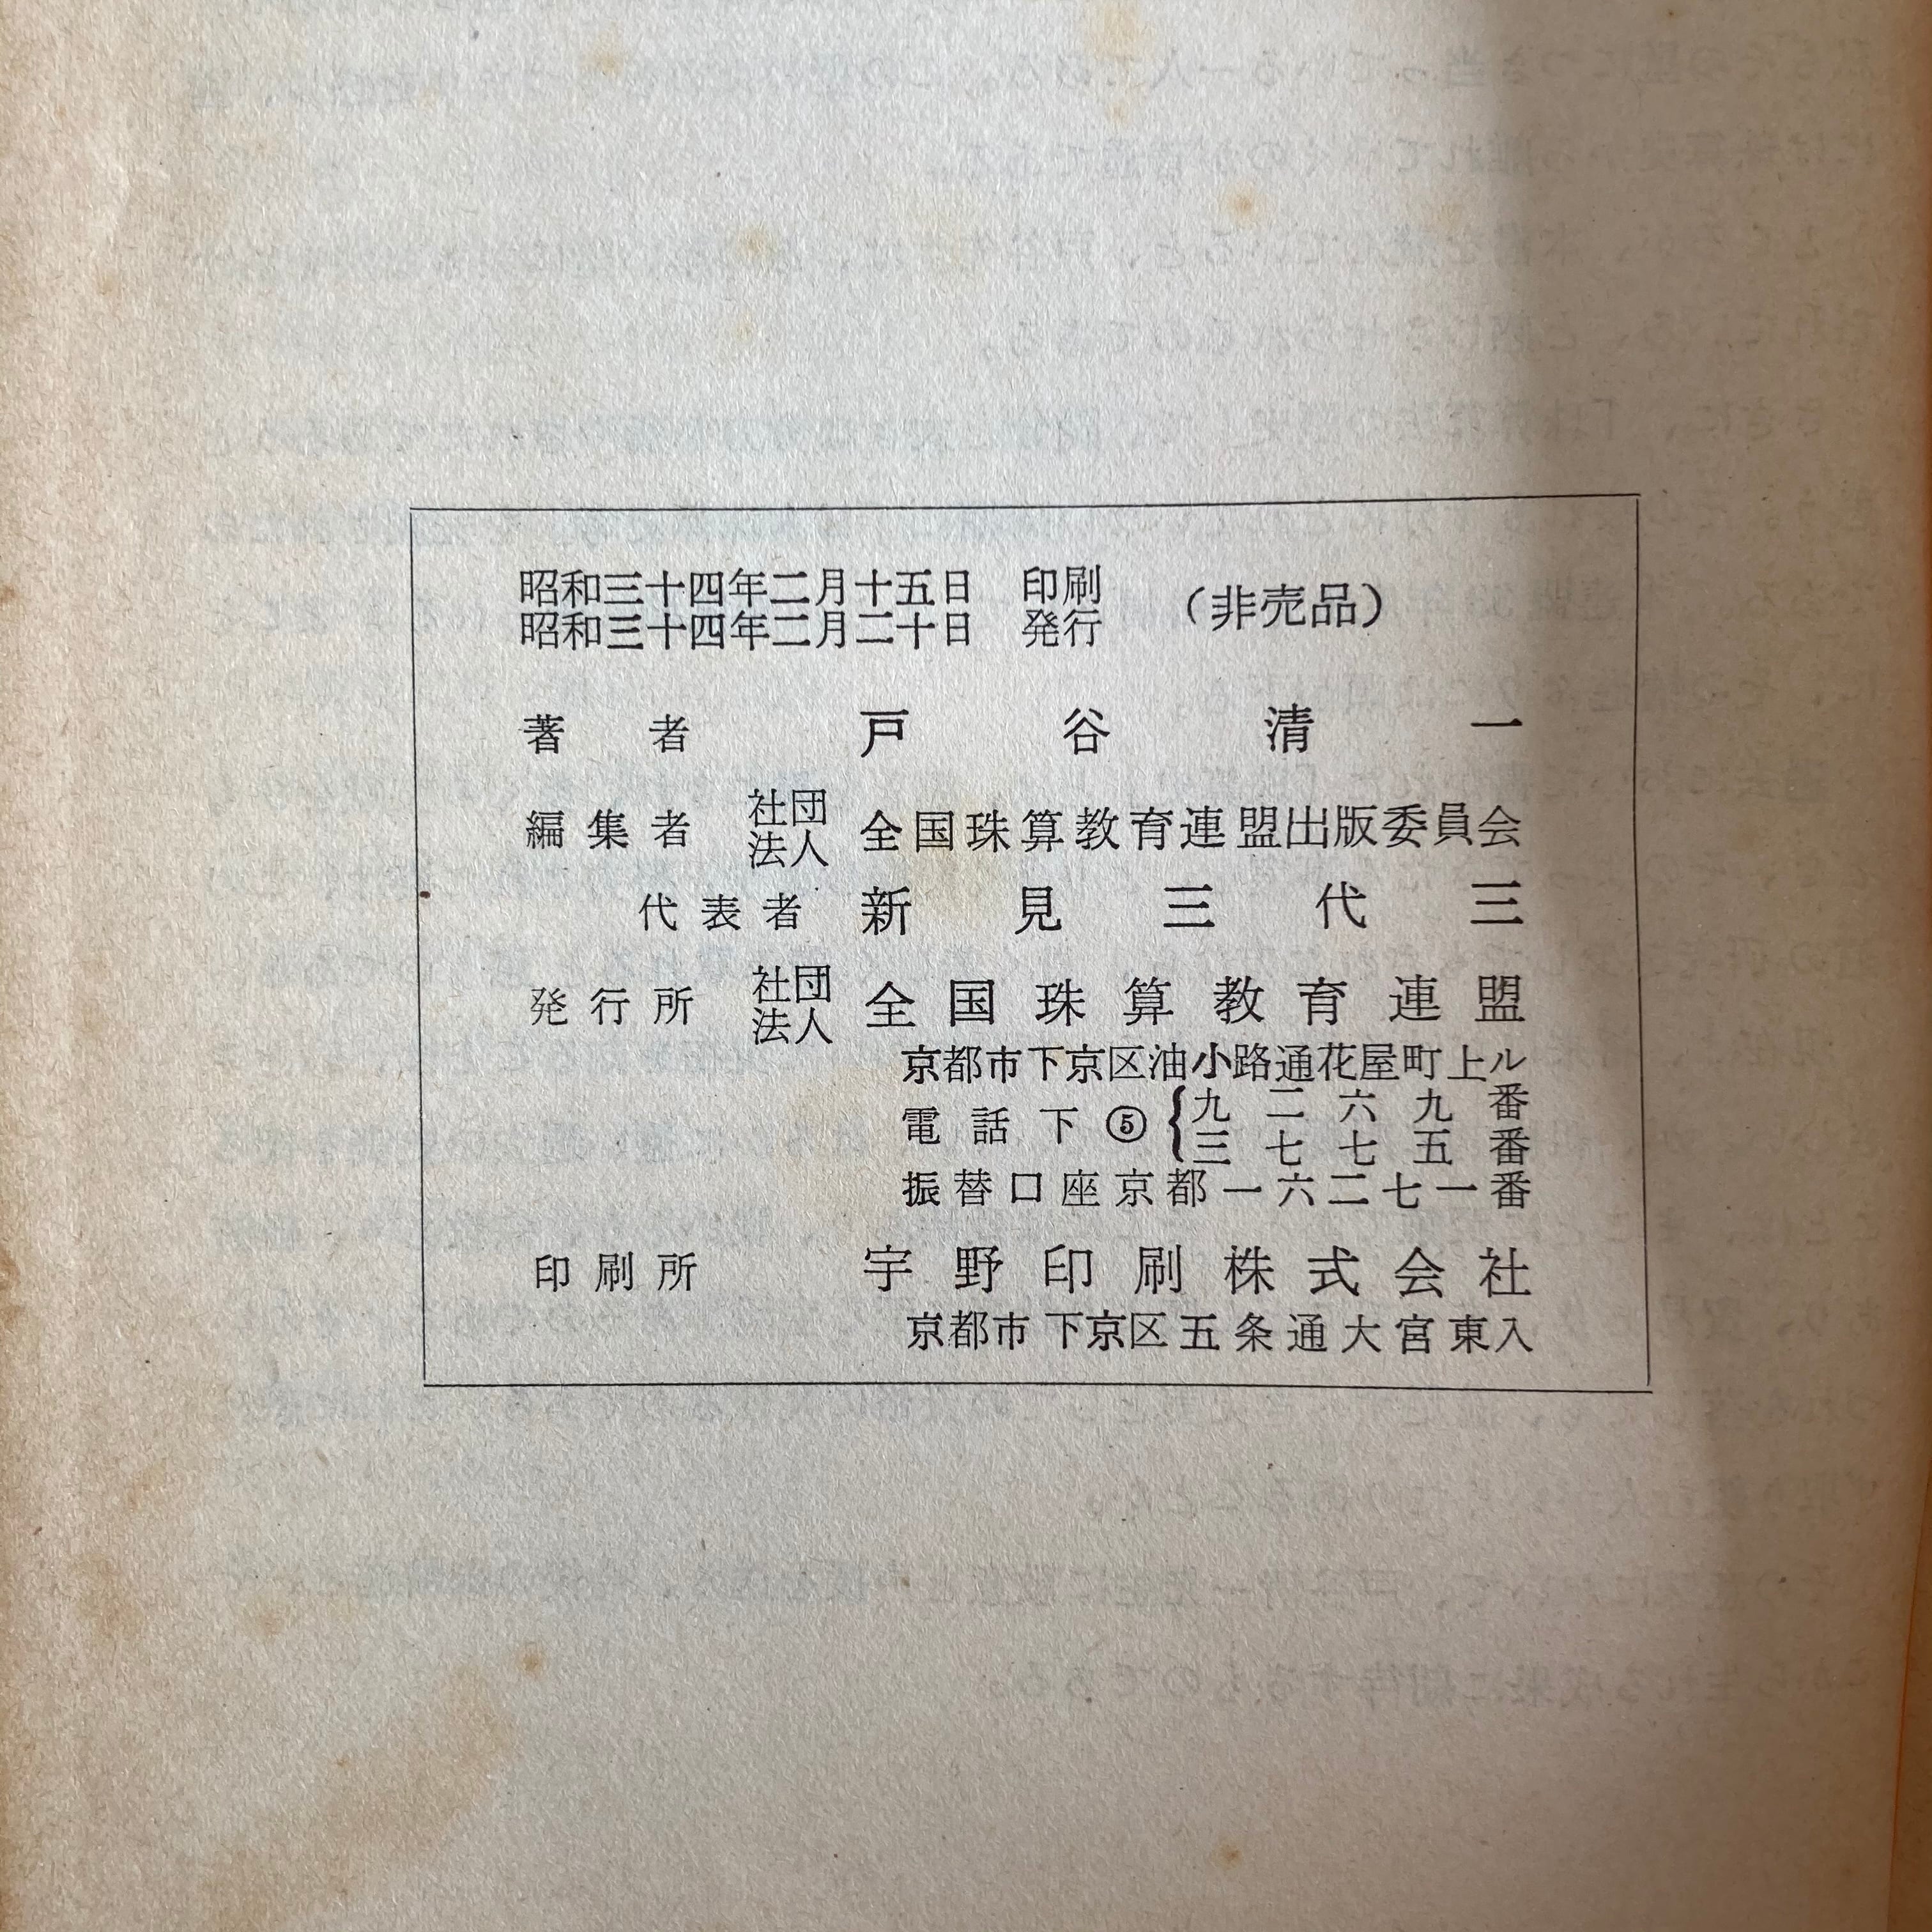 昭和三十四年二月十五日 印刷 （非売品）
昭和三十四年二月二十日 発行
著者 戸谷清一
編集者 社団法人 全国珠算教育連盟出版委員会
代表者 新見三代三
発行所 社団法人 全国珠算教育連盟
京都市下京区油小路通花屋町上ル
電話下⑤{九二六九番
三七七五番
振替口座京都一六二七一番
印刷所 宇野印刷株式会社
京都市下京区五条通大宮東入